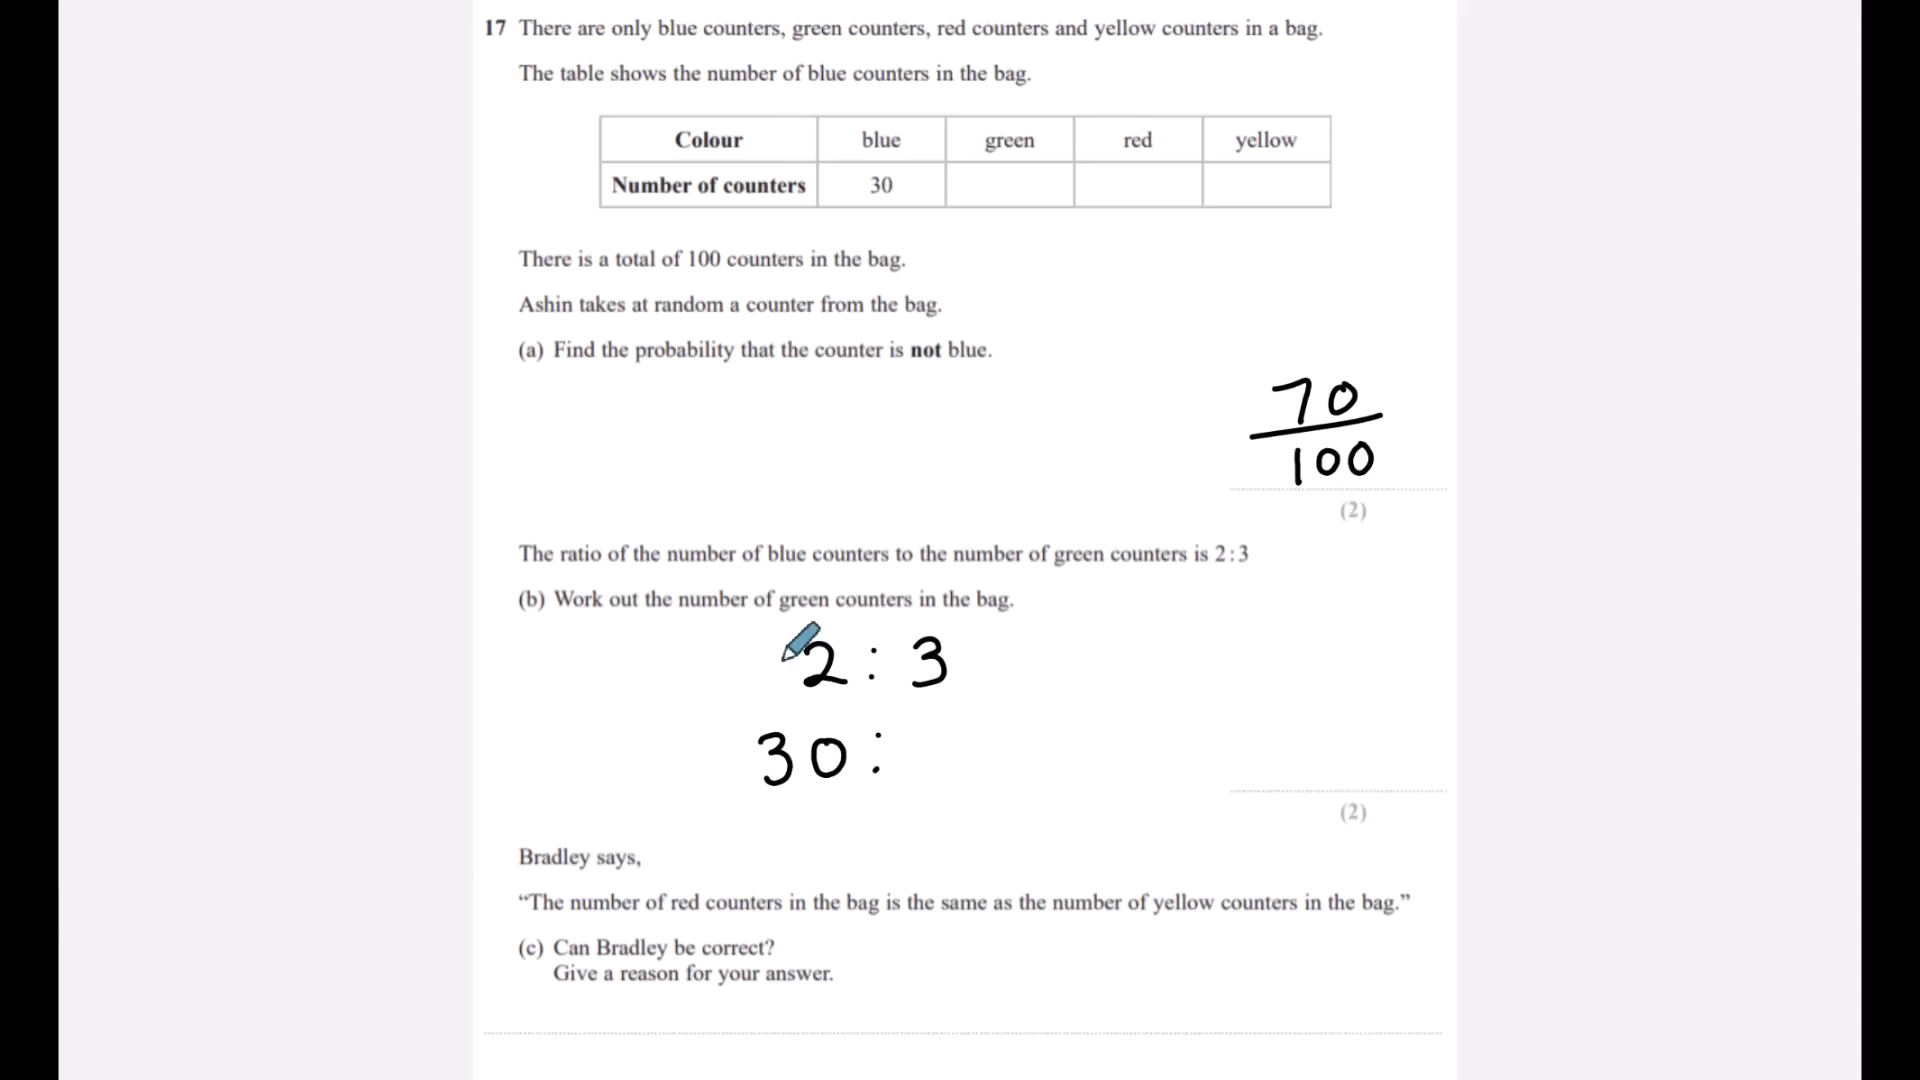 17 There are only blue counters, green counters, red counters and yellow counters in a bag.
The table shows the number of blue counters in the bag.
Colour blue green red yellow
Number of counters 30
There is a total of 100 counters in the bag.
Ashin takes at random a counter from the bag.
(a) Find the probability that the counter is not blue.
70
100
(2)
The ratio of the number of blue counters to the number of green counters is 2:3
(b) Work out the number of green counters in the bag.
2 : 3
30 :
(2)
Bradley says,
“The number of red counters in the bag is the same as the number of yellow counters in the bag.”
(c) Can Bradley be correct?
Give a reason for your answer.